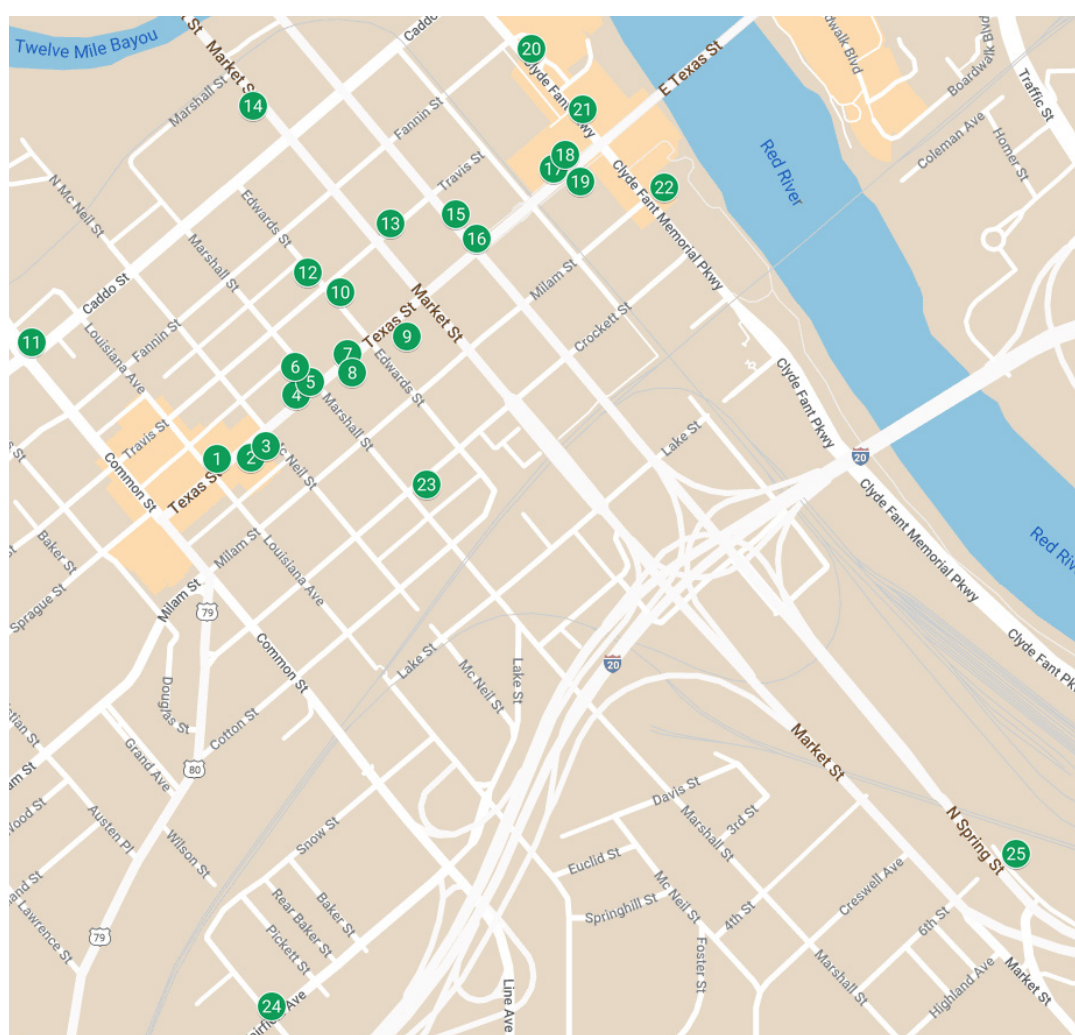 Twelve Mile Bayou
Market St
Caddo St
20
Clyde Fant Pkwy
E Texas St
Boardwalk
Traffic St
Marshall St
14
Fannin St
21
Coleman Ave
Homer St
N Mc Neil St
Edwards St
Travis St
17
18
19
Clyde Fant Memorial Pkwy
22
Red River
13
15
16
Marshall St
12
10
Milam St
Caddo St
Louisiana Ave
Fannin St
Texas St
Market St
9
Crockett St
11
6
7
8
5
4
Edwards St
Marshall St
Clyde Fant Pkwy
Travis St
Common St
1
2
3
Mc Neil St
Texas St
23
Lake St
20
Clyde Fant Memorial Pkwy
Baker St
Sprague St
Milam St
Milam St
79
Louisiana Ave
Red River
Common St
Lake St
Mc Neil St
Lake St
20
Douglas St
Cotton St
Grand Ave
80
Market St
Austen Pl
Wilson St
Snow St
Davis St
Marshall St
3rd St
N Spring St
25
Euclid St
Mc Neil St
Creswell Ave
Lawrence St
79
Baker St
Rear Baker St
Pickett St
Springhill St
4th St
6th St
Foster St
Marshall St
Highland Ave
Market St
24
Line Ave